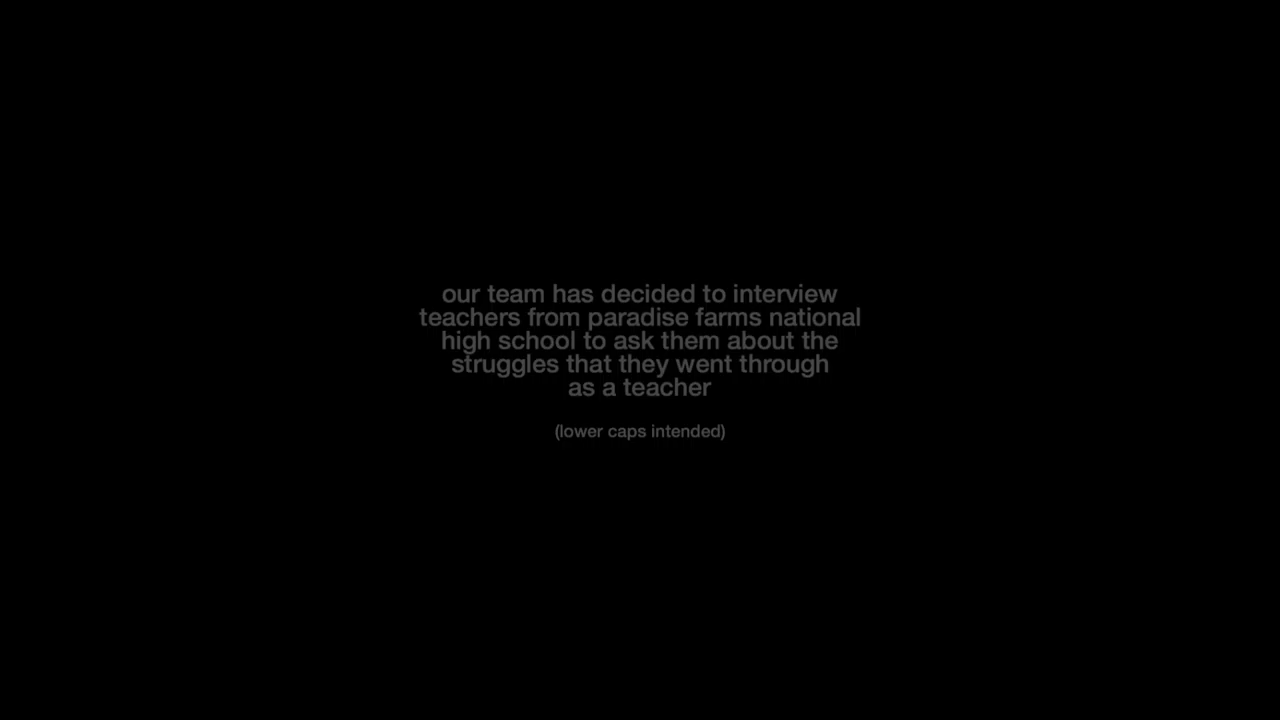 our team has decided to interview
teachers from paradise farms national
high school to ask them about the
struggles that they went through
as a teacher
(lower caps intended)